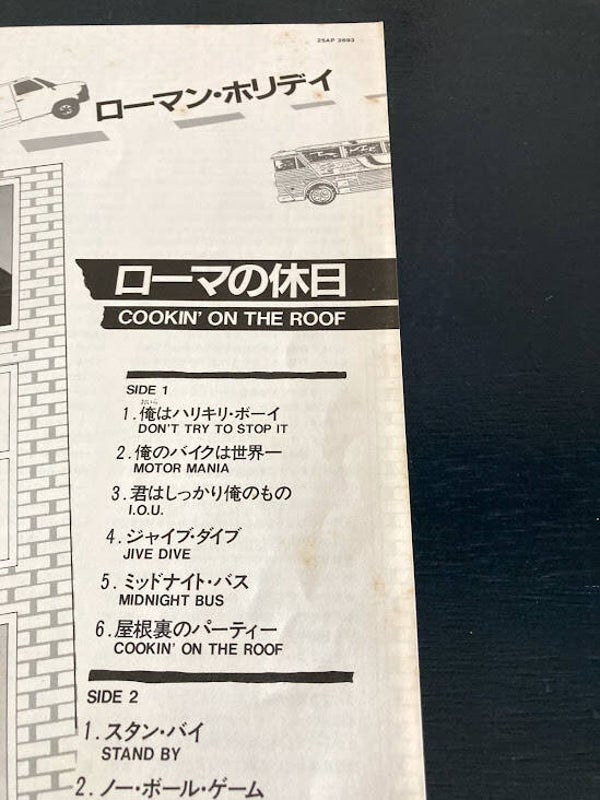 25AP 2693
ローマン・ホリデイ
ローマの休日
COOKIN' ON THE ROOF
SIDE 1
おいら
1.俺はハリキリ・ボーイ
DON'T TRY TO STOP IT
2.俺のバイクは世界一
MOTOR MANIA
3.君はしっかり俺のもの
I.O.U.
4.ジャイブ・ダイブ
JIVE DIVE
5.ミッドナイト・バス
MIDNIGHT BUS
6.屋根裏のパーティー
COOKIN' ON THE ROOF
SIDE 2
1.スタン・バイ
STAND BY
2.ノー・ボール・ゲーム